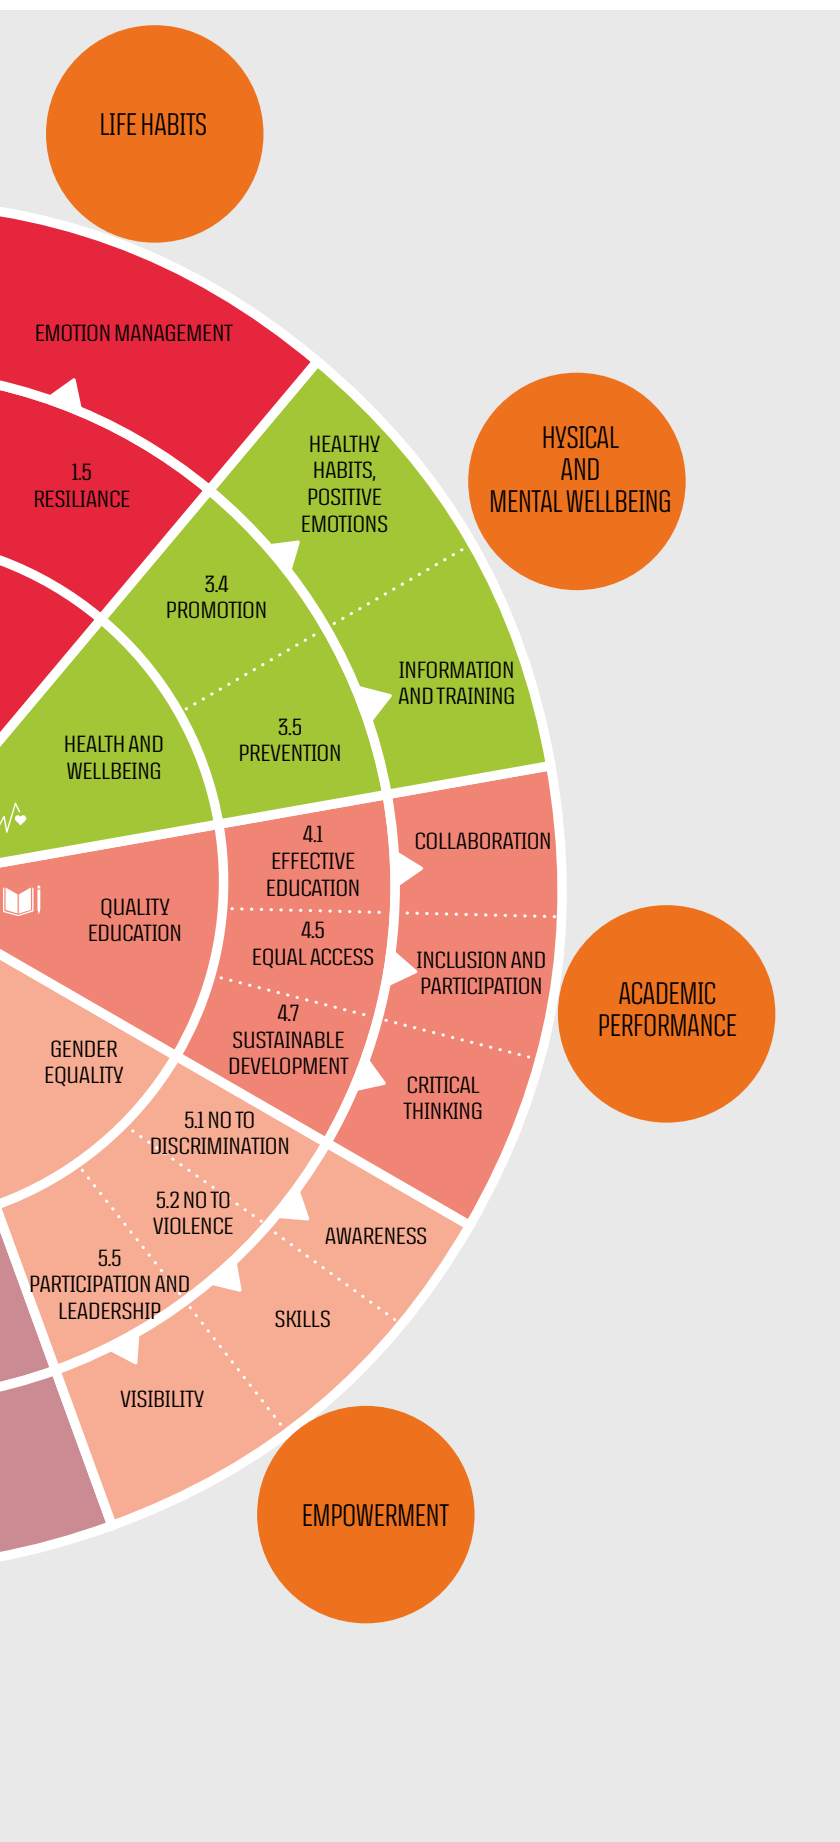 LIFE HABITS
EMOTION MANAGEMENT
1.5
RESILIANCE
HEALTHY
HABITS,
POSITIVE
EMOTIONS
HYSICAL
AND
MENTAL WELLBEING
3.4
PROMOTION
INFORMATION
AND TRAINING
3.5
PREVENTION
HEALTH AND
WELLBEING
4.1
EFFECTIVE
EDUCATION
COLLABORATION
QUALITY
EDUCATION
4.5
EQUAL ACCESS
INCLUSION AND
PARTICIPATION
ACADEMIC
PERFORMANCE
4.7
SUSTAINABLE
DEVELOPMENT
CRITICAL
THINKING
GENDER
EQUALITY
5.1 NO TO
DISCRIMINATION
5.2 NO TO
VIOLENCE
AWARENESS
5.5
PARTICIPATION AND
LEADERSHIP
SKILLS
VISIBILITY
EMPOWERMENT